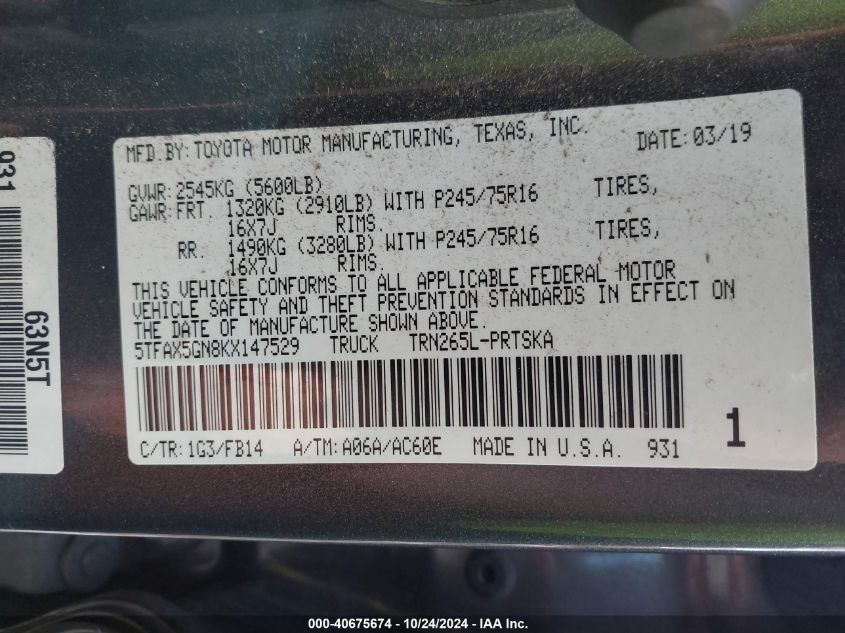 MFD.BY:TOYOTA MOTOR MANUFACTURING, TEXAS, INC. DATE:03/19
GVWR:2545KG (5600LB)
GAWR:FRT. 1320KG (2910LB) WITH P245/75R16 TIRES,
16X7J RIMS.
RR. 1490KG (3280LB) WITH P245/75R16 TIRES,
16X7J RIMS.
THIS VEHICLE CONFORMS TO ALL APPLICABLE FEDERAL MOTOR
VEHICLE SAFETY AND THEFT PREVENTION STANDARDS IN EFFECT ON
THE DATE OF MANUFACTURE SHOWN ABOVE.
5TFAX5GN8KX147529 TRUCK TRN265L-PRTSKA
C/TR:1G3/FB14 A/TM:A06A/AC60E MADE IN U.S.A. 931
1
931
63N5T
000-40675674 / 10/24/2024 - IAA Inc.